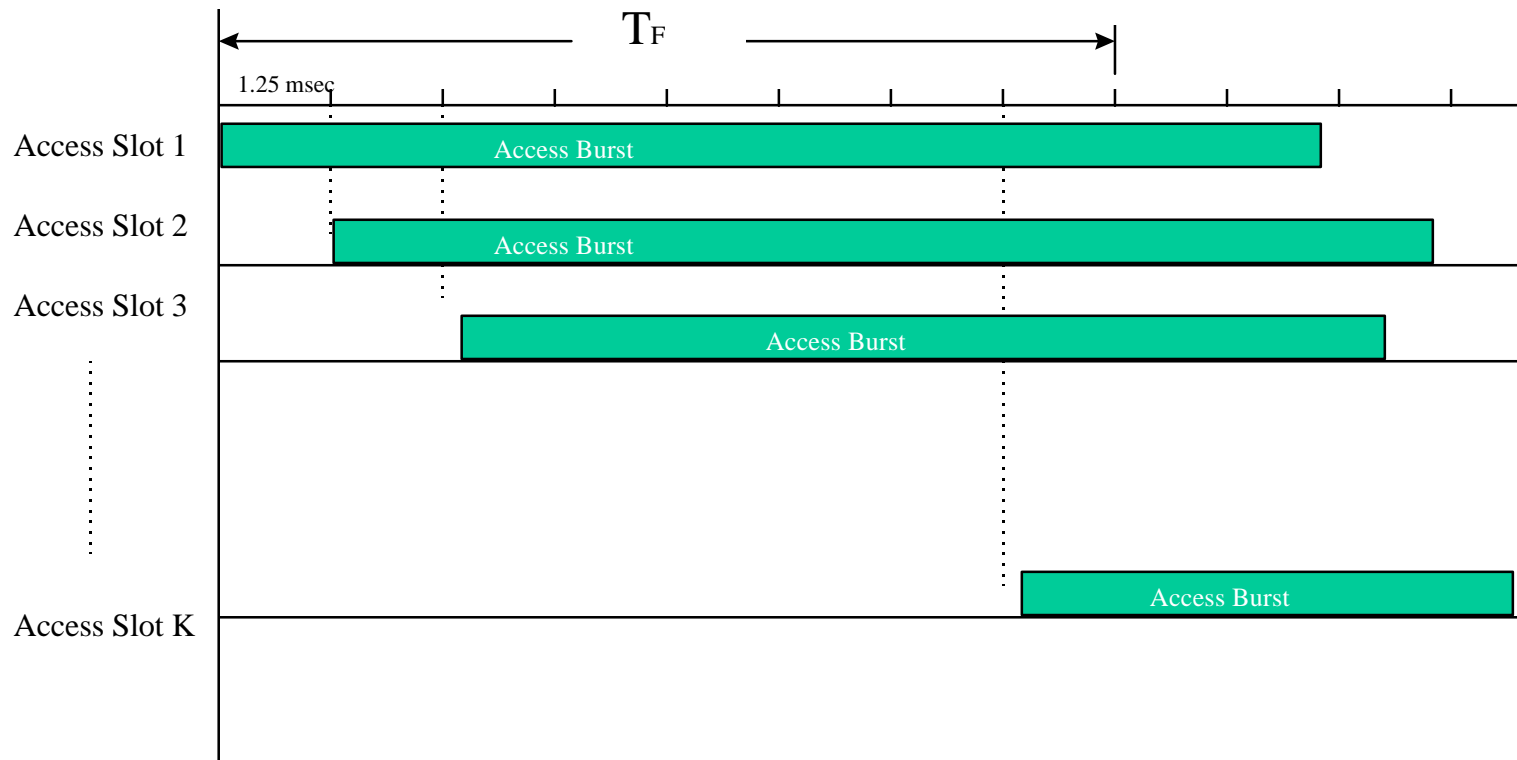 TF
1.25 msec
Access Slot 1
Access Burst
Access Slot 2
Access Burst
Access Slot 3
Access Burst
Access Burst
Access Slot K